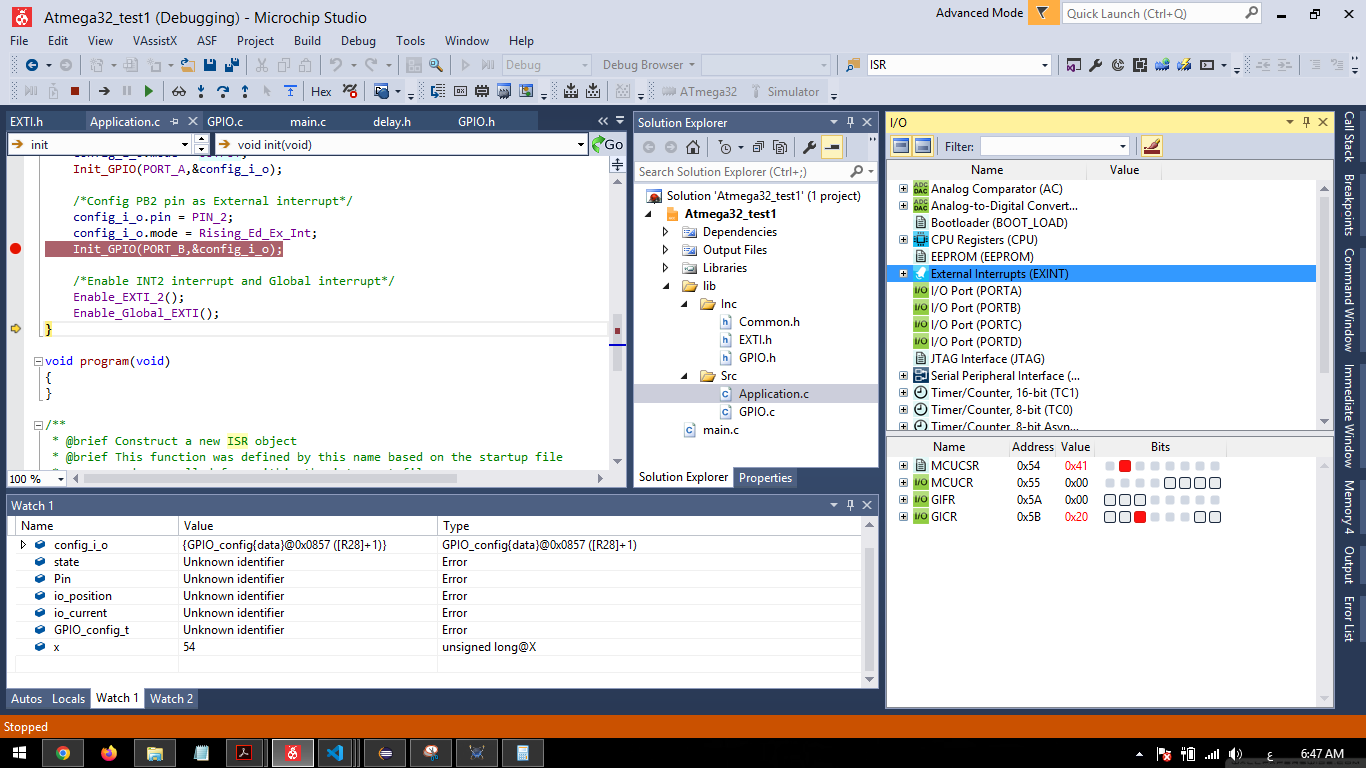 Atmega32_test1 (Debugging) - Microchip Studio
Advanced Mode
Quick Launch (Ctrl+Q)
File Edit View VAssistX ASF Project Build Debug Tools Window Help
Debug Debug Browser ISR
Hex ATmega32 Simulator
EXTI.h Application.c GPIO.c main.c delay.h GPIO.h
init void init(void) Go
Init_GPIO(PORT_A,&config_i_o);
/*Config PB2 pin as External interrupt*/
config_i_o.pin = PIN_2;
config_i_o.mode = Rising_Ed_Ex_Int;
Init_GPIO(PORT_B,&config_i_o);
/*Enable INT2 interrupt and Global interrupt*/
Enable_EXTI_2();
Enable_Global_EXTI();
}
void program(void)
{
}
/**
* @brief Construct a new ISR object
* @brief This function was defined by this name based on the startup file
100 %
Solution Explorer
Search Solution Explorer (Ctrl+;)
Solution 'Atmega32_test1' (1 project)
Atmega32_test1
Dependencies
Output Files
Libraries
lib
Inc
Common.h
EXTI.h
GPIO.h
Src
Application.c
GPIO.c
main.c
Solution Explorer Properties
I/O
Filter:
Name Value
Analog Comparator (AC)
Analog-to-Digital Convert...
Bootloader (BOOT_LOAD)
CPU Registers (CPU)
EEPROM (EEPROM)
External Interrupts (EXINT)
I/O Port (PORTA)
I/O Port (PORTB)
I/O Port (PORTC)
I/O Port (PORTD)
JTAG Interface (JTAG)
Serial Peripheral Interface (...
Timer/Counter, 16-bit (TC1)
Timer/Counter, 8-bit (TC0)
Timer/Counter, 8-bit Asyn...
Name Address Value Bits
MCUCSR 0x54 0x41
MCUCR 0x55 0x00
GIFR 0x5A 0x00
GICR 0x5B 0x20
Call Stack
Breakpoints
Command Window
Immediate Window
Memory 4
Output
Error List
Watch 1
Name Value Type
config_i_o {GPIO_config{data}@0x0857 ([R28]+1)} GPIO_config{data}@0x0857 ([R28]+1)
state Unknown identifier Error
Pin Unknown identifier Error
io_position Unknown identifier Error
io_current Unknown identifier Error
GPIO_config_t Unknown identifier Error
x 54 unsigned long@X
Autos Locals Watch 1 Watch 2
Stopped
ع 6:47 AM